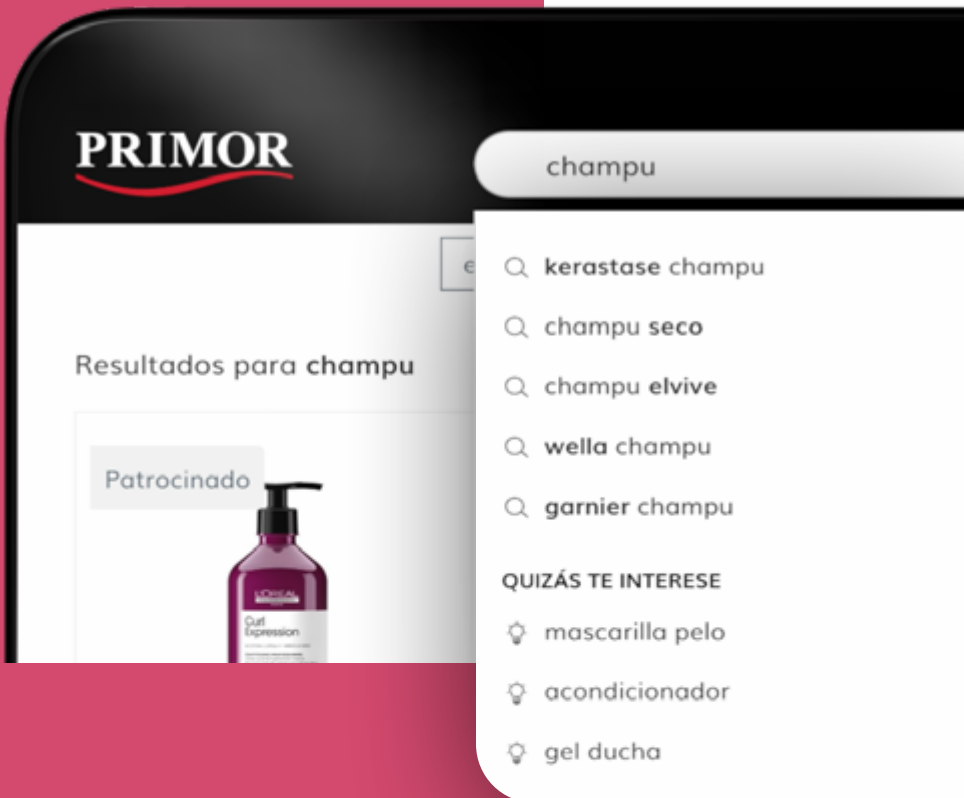 PRIMOR
champu
kerastase champu
champu seco
champu elvive
wella champu
garnier champu
QUIZÁS TE INTERESE
mascarilla pelo
acondicionador
gel ducha
Resultados para champu
Patrocinado
L'ORÉAL
Curl
Expression